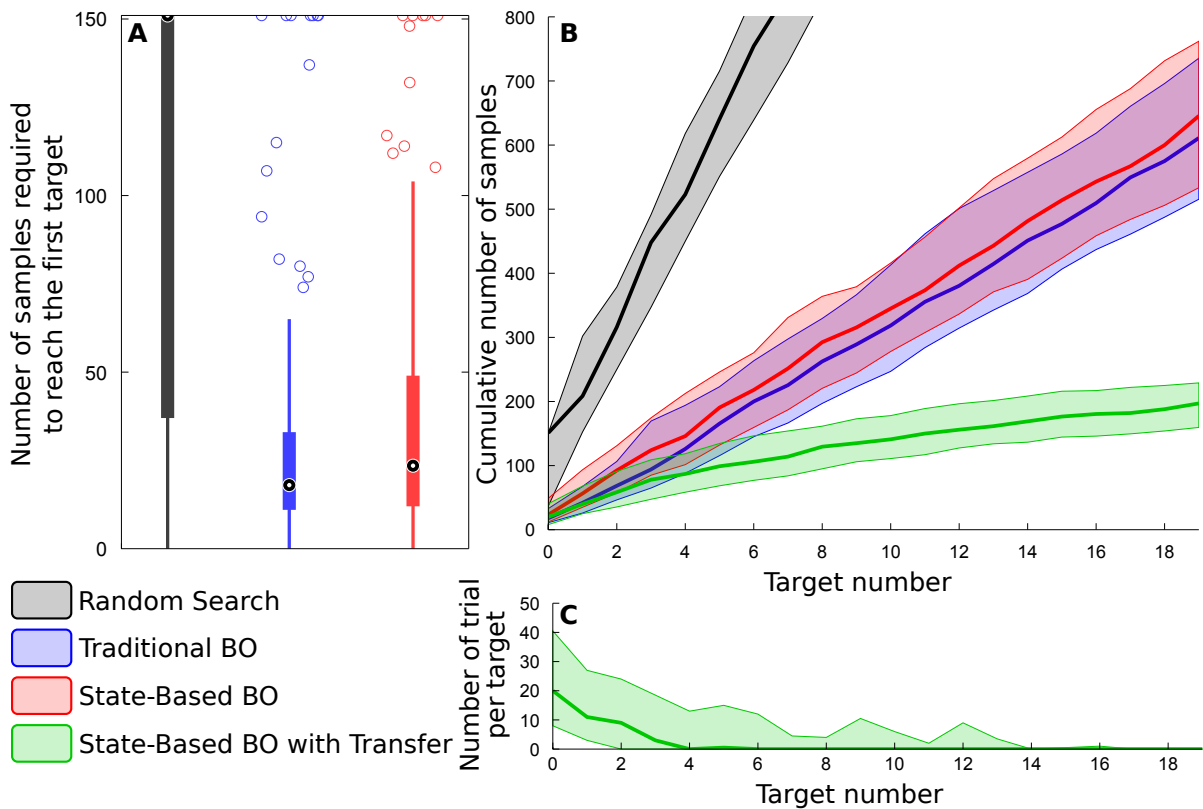 A
Number of samples required
to reach the first target
150
100
50
0
B
Cumulative number of samples
800
700
600
500
400
300
200
100
0
0 2 4 6 8 10 12 14 16 18
Target number
Random Search
Traditional BO
State-Based BO
State-Based BO with Transfer
C
Number of trial
per target
50
40
30
20
10
0
0 2 4 6 8 10 12 14 16 18
Target number